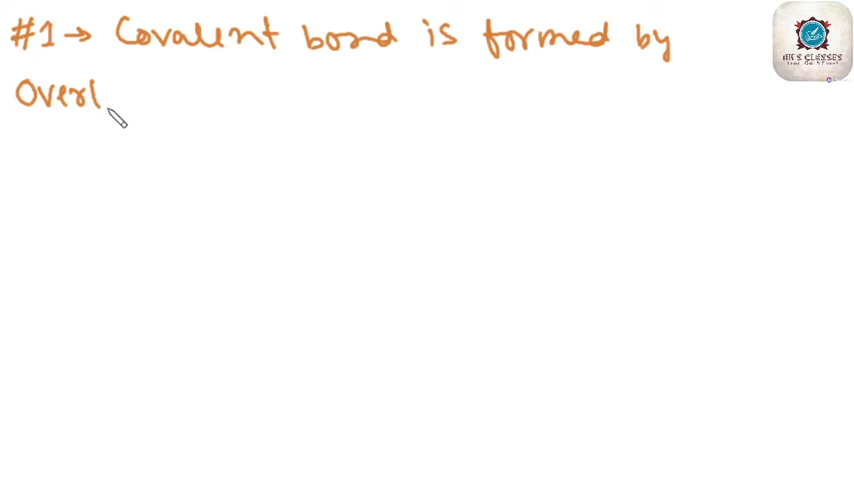 #1→ Covalent bond is formed by
Overl